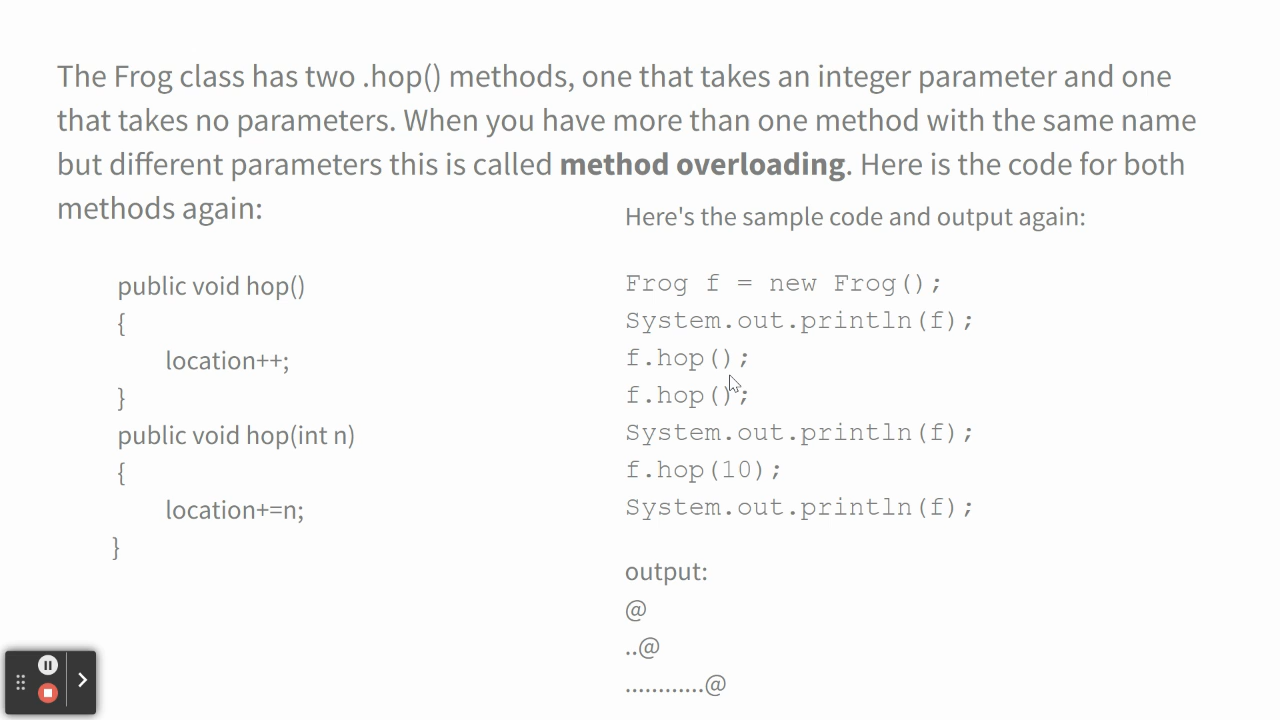 The Frog class has two .hop() methods, one that takes an integer parameter and one
that takes no parameters. When you have more than one method with the same name
but different parameters this is called method overloading. Here is the code for both
methods again:
public void hop()
{
location++;
}
public void hop(int n)
{
location+=n;
}
Here's the sample code and output again:
Frog f = new Frog();
System.out.println(f);
f.hop();
f.hop();
System.out.println(f);
f.hop(10);
System.out.println(f);
output:
@
..@
............@